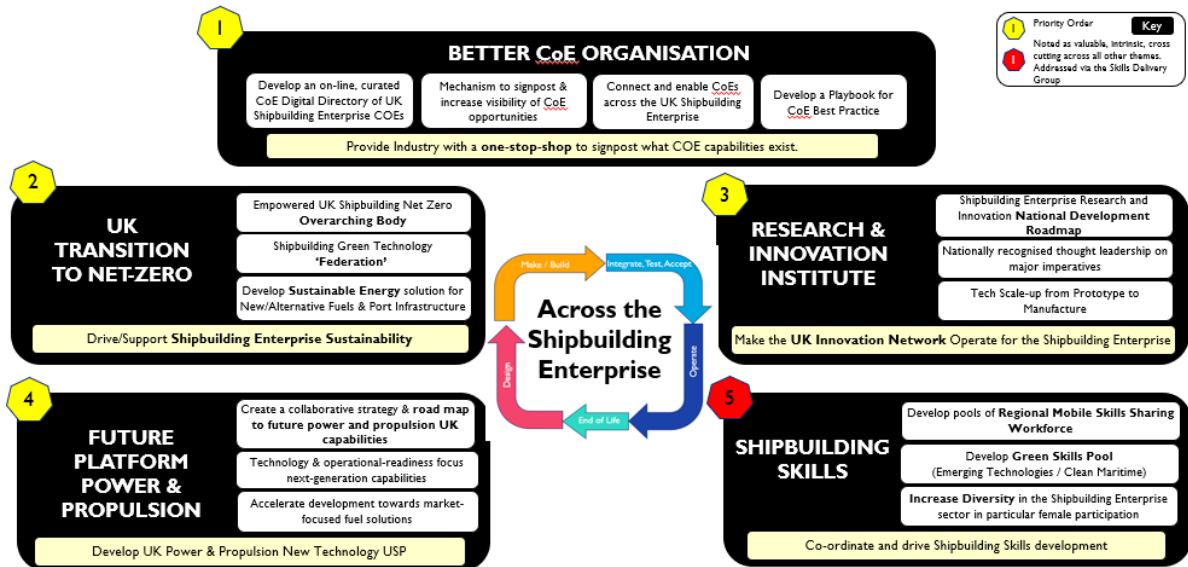 1
BETTER CoE ORGANISATION
Develop an on-line, curated
CoE Digital Directory of UK
Shipbuilding Enterprise COEs
Mechanism to signpost &
increase visibility of CoE
opportunities
Connect and enable CoEs
across the UK Shipbuilding
Enterprise
Develop a Playbook for
CoE Best Practice
Provide Industry with a one-stop-shop to signpost what COE capabilities exist.
1
Priority Order
Key
1
Noted as valuable, intrinsic, cross
cutting across all other themes.
Addressed via the Skills Delivery
Group
2
UK
TRANSITION
TO NET-ZERO
Empowered UK Shipbuilding Net Zero
Overarching Body
Shipbuilding Green Technology
‘Federation’
Develop Sustainable Energy solution for
New/Alternative Fuels & Port Infrastructure
Drive/Support Shipbuilding Enterprise Sustainability
3
RESEARCH &
INNOVATION
INSTITUTE
Shipbuilding Enterprise Research and
Innovation National Development
Roadmap
Nationally recognised thought leadership on
major imperatives
Tech Scale-up from Prototype to
Manufacture
Make the UK Innovation Network Operate for the Shipbuilding Enterprise
Make / Build
Integrate, Test, Accept
Operate
End of Life
Design
Across the
Shipbuilding
Enterprise
4
FUTURE
PLATFORM
POWER &
PROPULSION
Create a collaborative strategy & road map
to future power and propulsion UK
capabilities
Technology & operational-readiness focus
next-generation capabilities
Accelerate development towards market-
focused fuel solutions
Develop UK Power & Propulsion New Technology USP
5
SHIPBUILDING
SKILLS
Develop pools of Regional Mobile Skills Sharing
Workforce
Develop Green Skills Pool
(Emerging Technologies / Clean Maritime)
Increase Diversity in the Shipbuilding Enterprise
sector in particular female participation
Co-ordinate and drive Shipbuilding Skills development